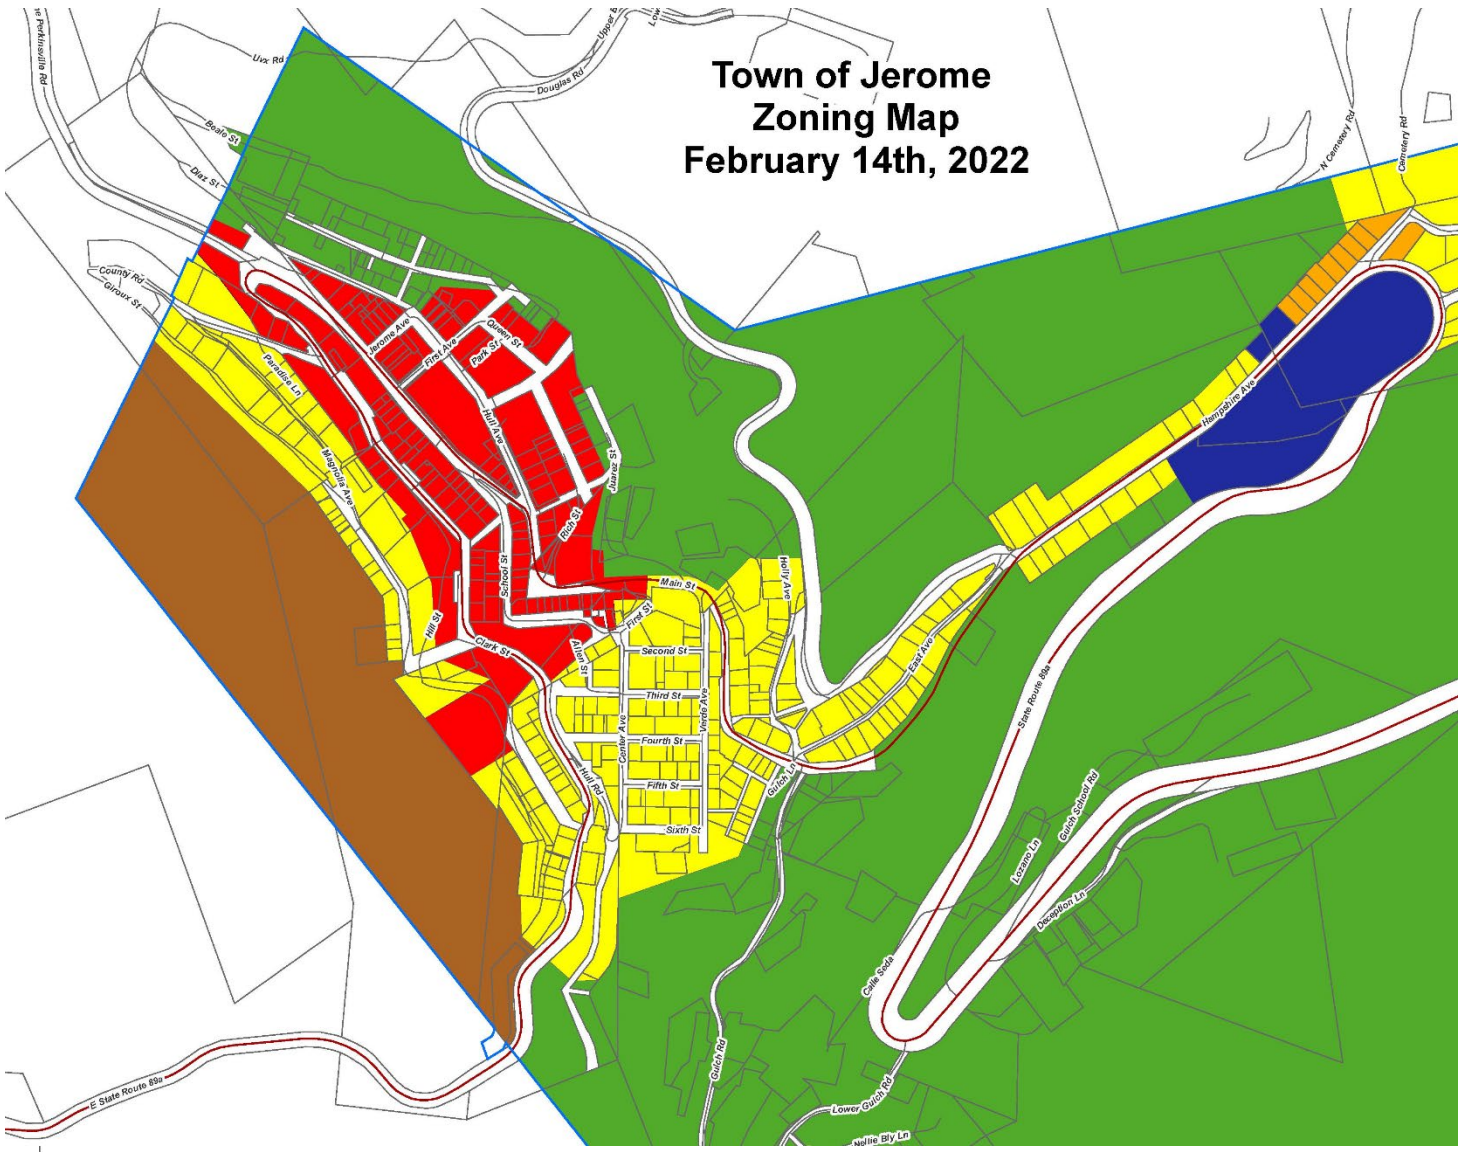 Town of Jerome
Zoning Map
February 14th, 2022
Perkinsville Rd
Uvx Rd
Douglas Rd
N Cemetery Rd
Cemetery Rd
Beale St
Diaz St
County Rd
Giroux St
Jerome Ave
First Ave
Queen St
Park St
Paradise Ln
Hull Ave
Hampshire Ave
Magnolia Ave
Juarez St
Rich St
School St
Holly Ave
Main St
First St
Hill St
Clark St
Allen St
Second St
East Ave
Third St
Verde Ave
State Route 89a
Center Ave
Fourth St
Gulch Ln
Hull Rd
Fifth St
Gulch School Rd
Sixth St
Lozano Ln
Deception Ln
Calle Seda
Gulch Rd
E State Route 89a
Lower Gulch Rd
Nellie Bly Ln